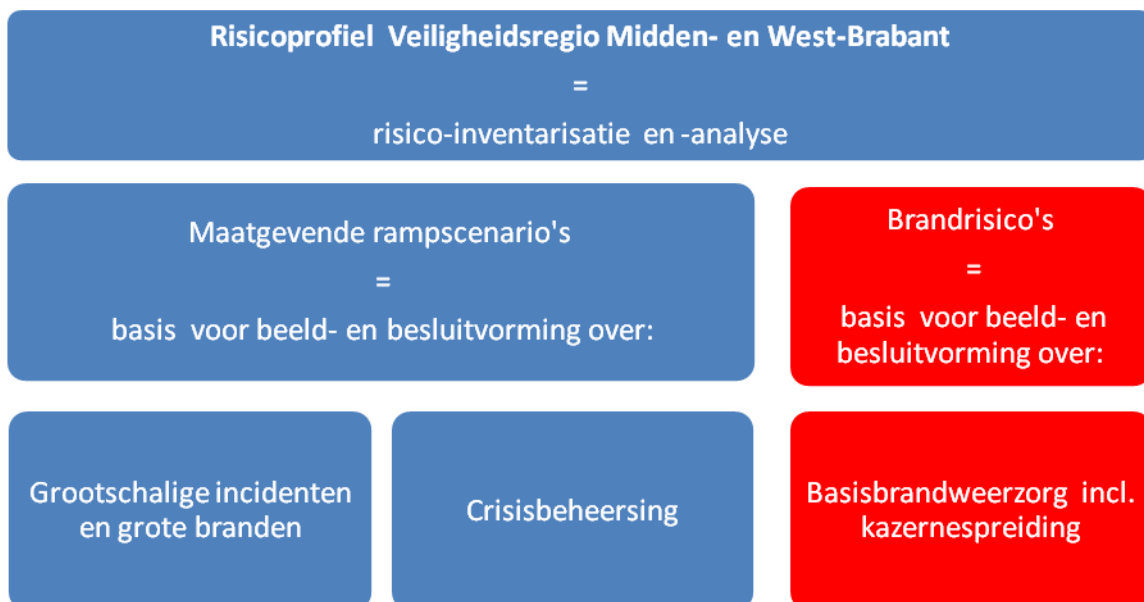 Risicoprofiel Veiligheidsregio Midden- en West-Brabant
=
risico-inventarisatie en -analyse
Maatgevende rampscenario's
=
basis voor beeld- en besluitvorming over:
Brandrisico's
=
basis voor beeld- en
besluitvorming over:
Grootschalige incidenten
en grote branden
Crisisbeheersing
Basisbrandweerzorg incl.
kazernespreiding